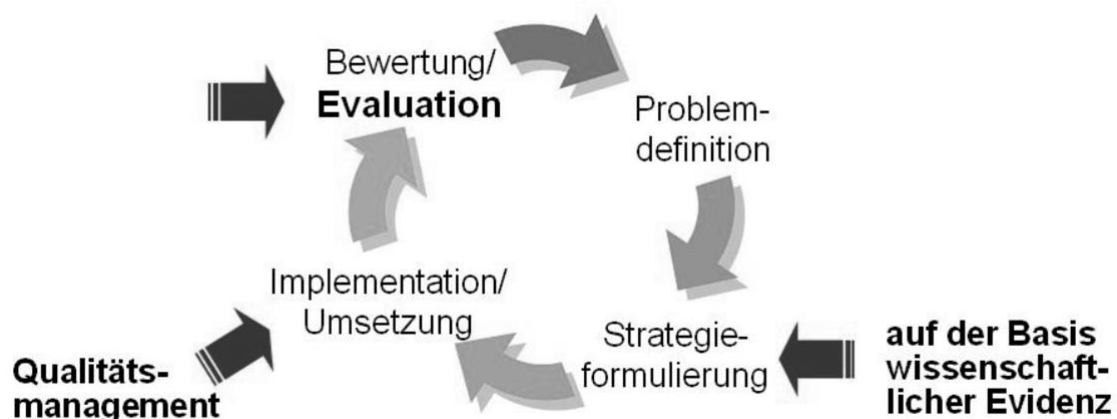 Bewertung/
Evaluation
Problem-
definition
Strategie-
formulierung
auf der Basis
wissenschaft-
licher Evidenz
Implementation/
Umsetzung
Qualitäts-
management